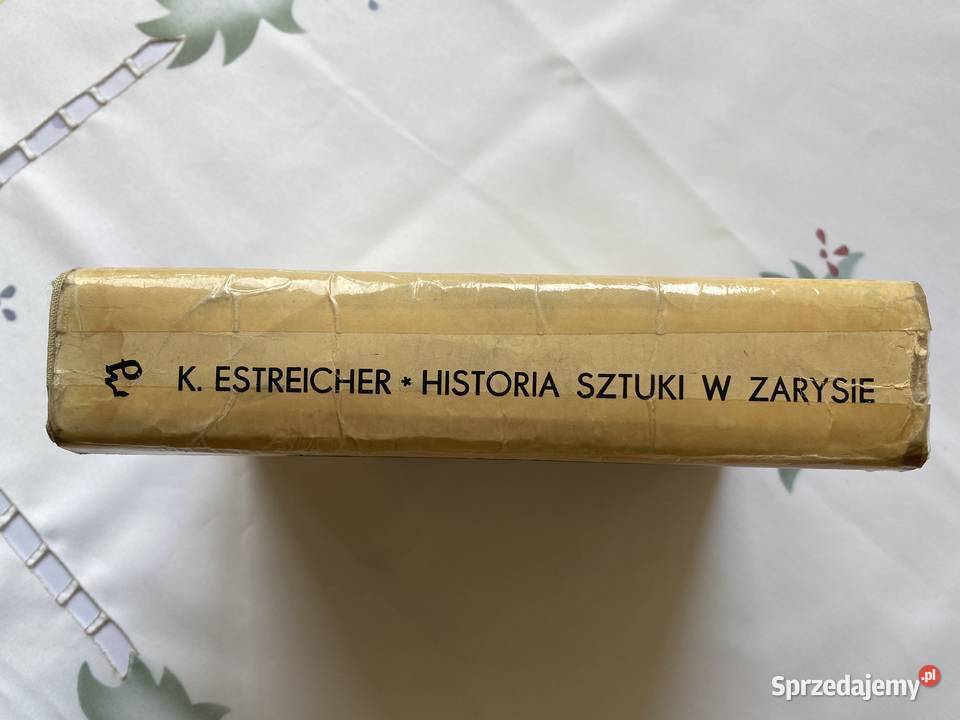 K. ESTREICHER * HISTORIA SZTUKI W ZARYSIE
Sprzedajemy.pl